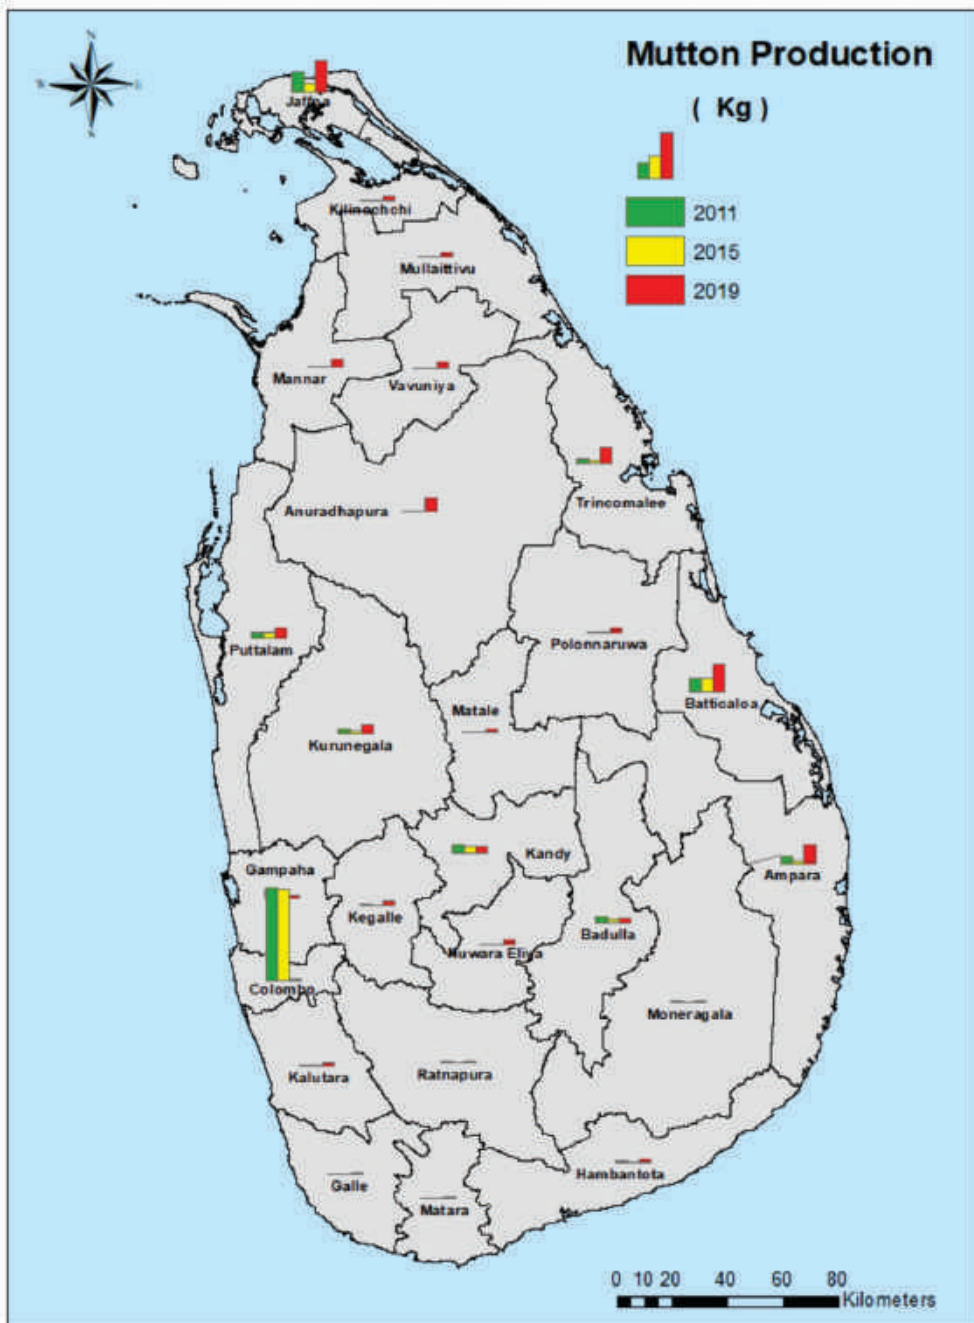 Mutton Production
( Kg )
2011
2015
2019
Jaffna
Kilinochchi
Mullaittivu
Mannar
Vavuniya
Trincomalee
Anuradhapura
Puttalam
Polonnaruwa
Batticaloa
Matale
Kurunegala
Kandy
Gampaha
Ampara
Kegalle
Badulla
Nuwara Eliya
Colombo
Moneragala
Kalutara
Ratnapura
Hambantota
Galle
Matara
0 10 20 40 60 80
Kilometers